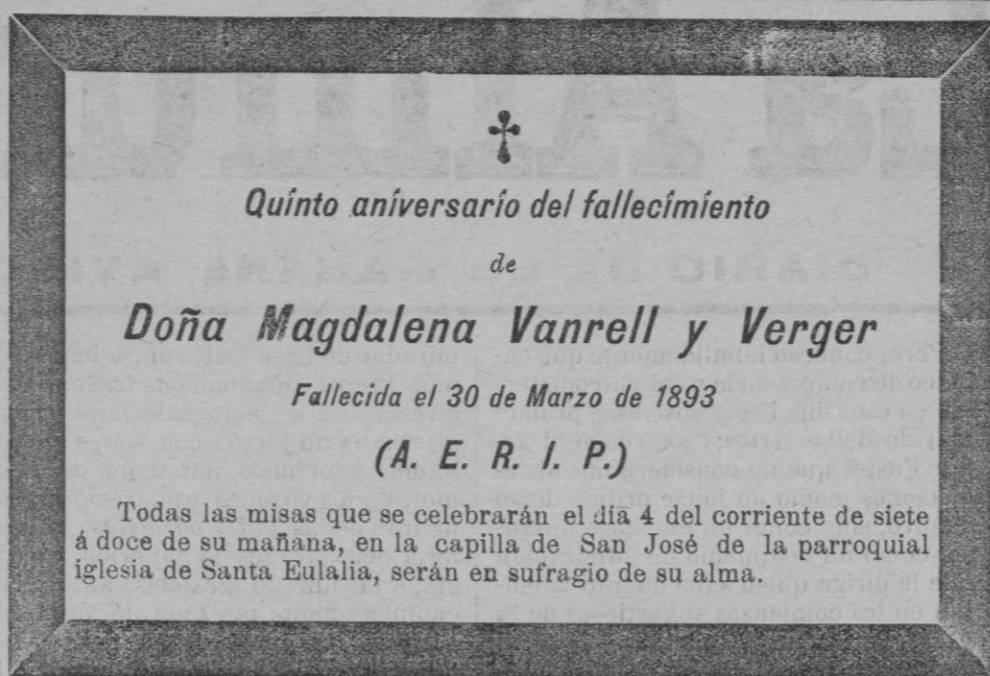 Quinto aniversario del fallecimiento
de
Doña Magdalena Vanrell y Verger
Fallecida el 30 de Marzo de 1893
(A. E. R. I. P.)
Todas las misas que se celebrarán el día 4 del corriente de siete
á doce de su mañana, en la capilla de San José de la parroquial
iglesia de Santa Eulalia, serán en sufragio de su alma.